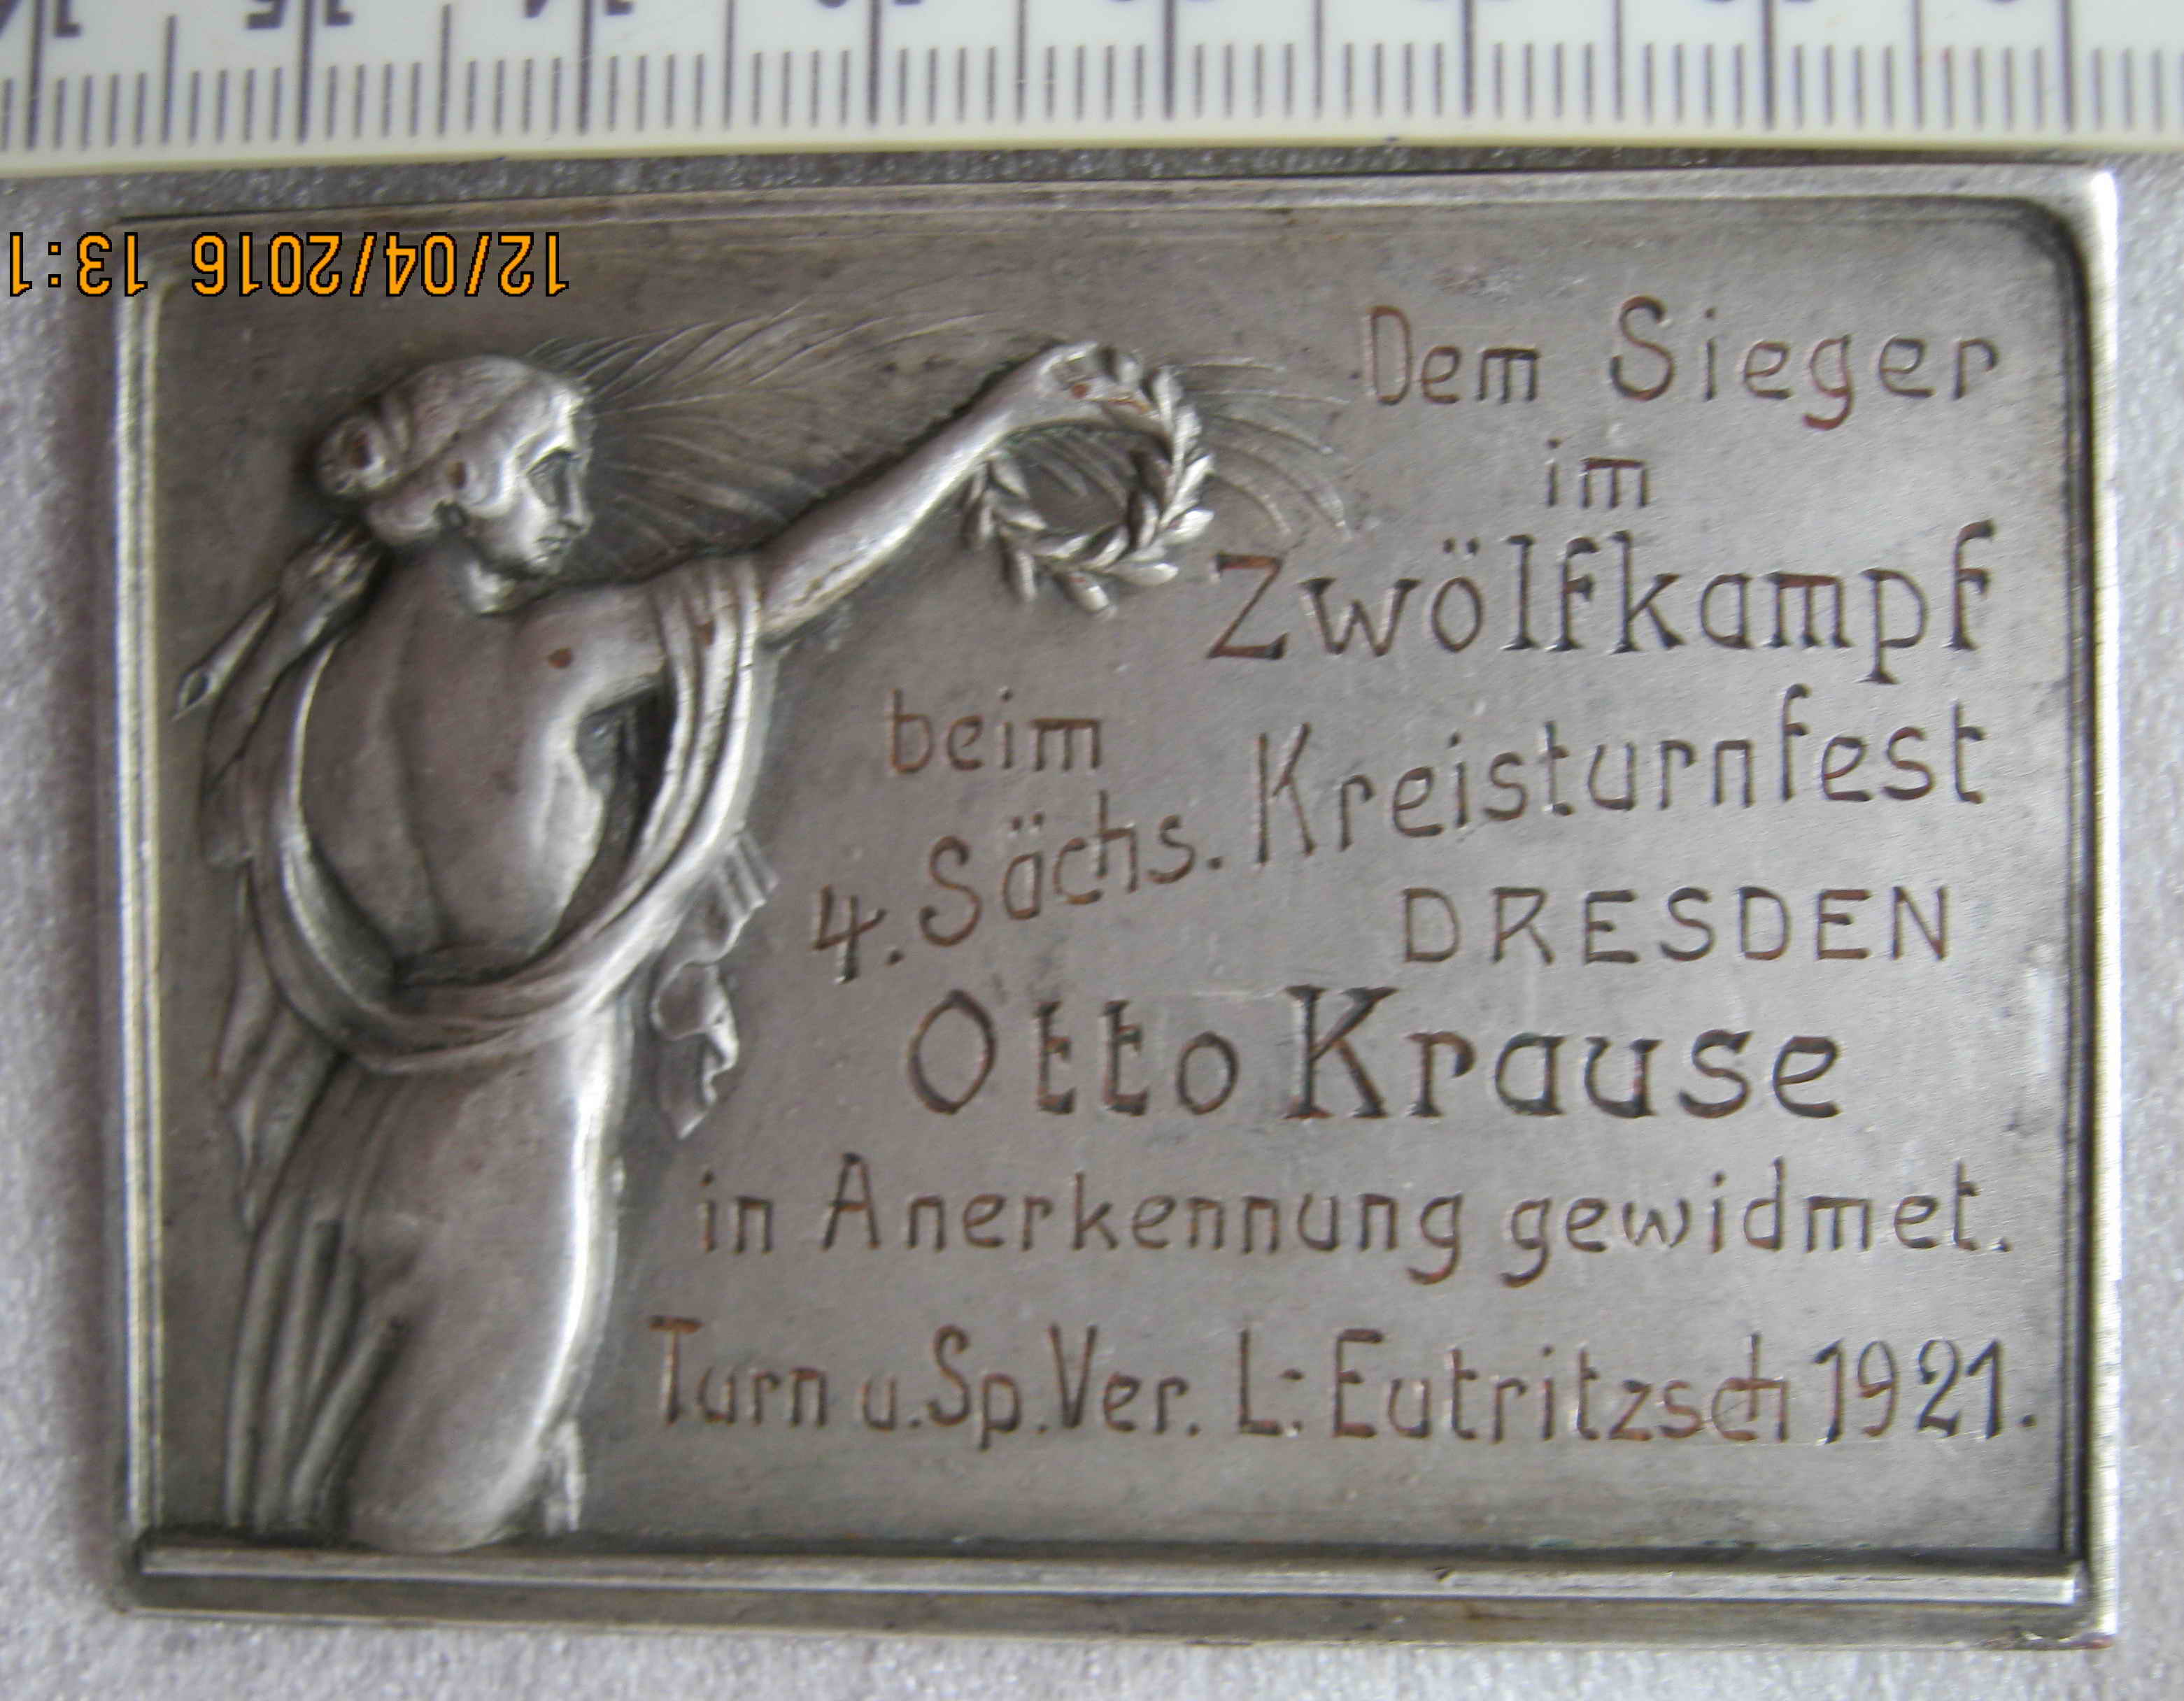 12/04/2016 13:1
Dem Sieger
im
Zwölfkampf
beim
4. Sächs. Kreisturnfest
DRESDEN
Otto Krause
in Anerkennung gewidmet.
Turn u. Sp. Ver. L: Eutritzsch 1921.